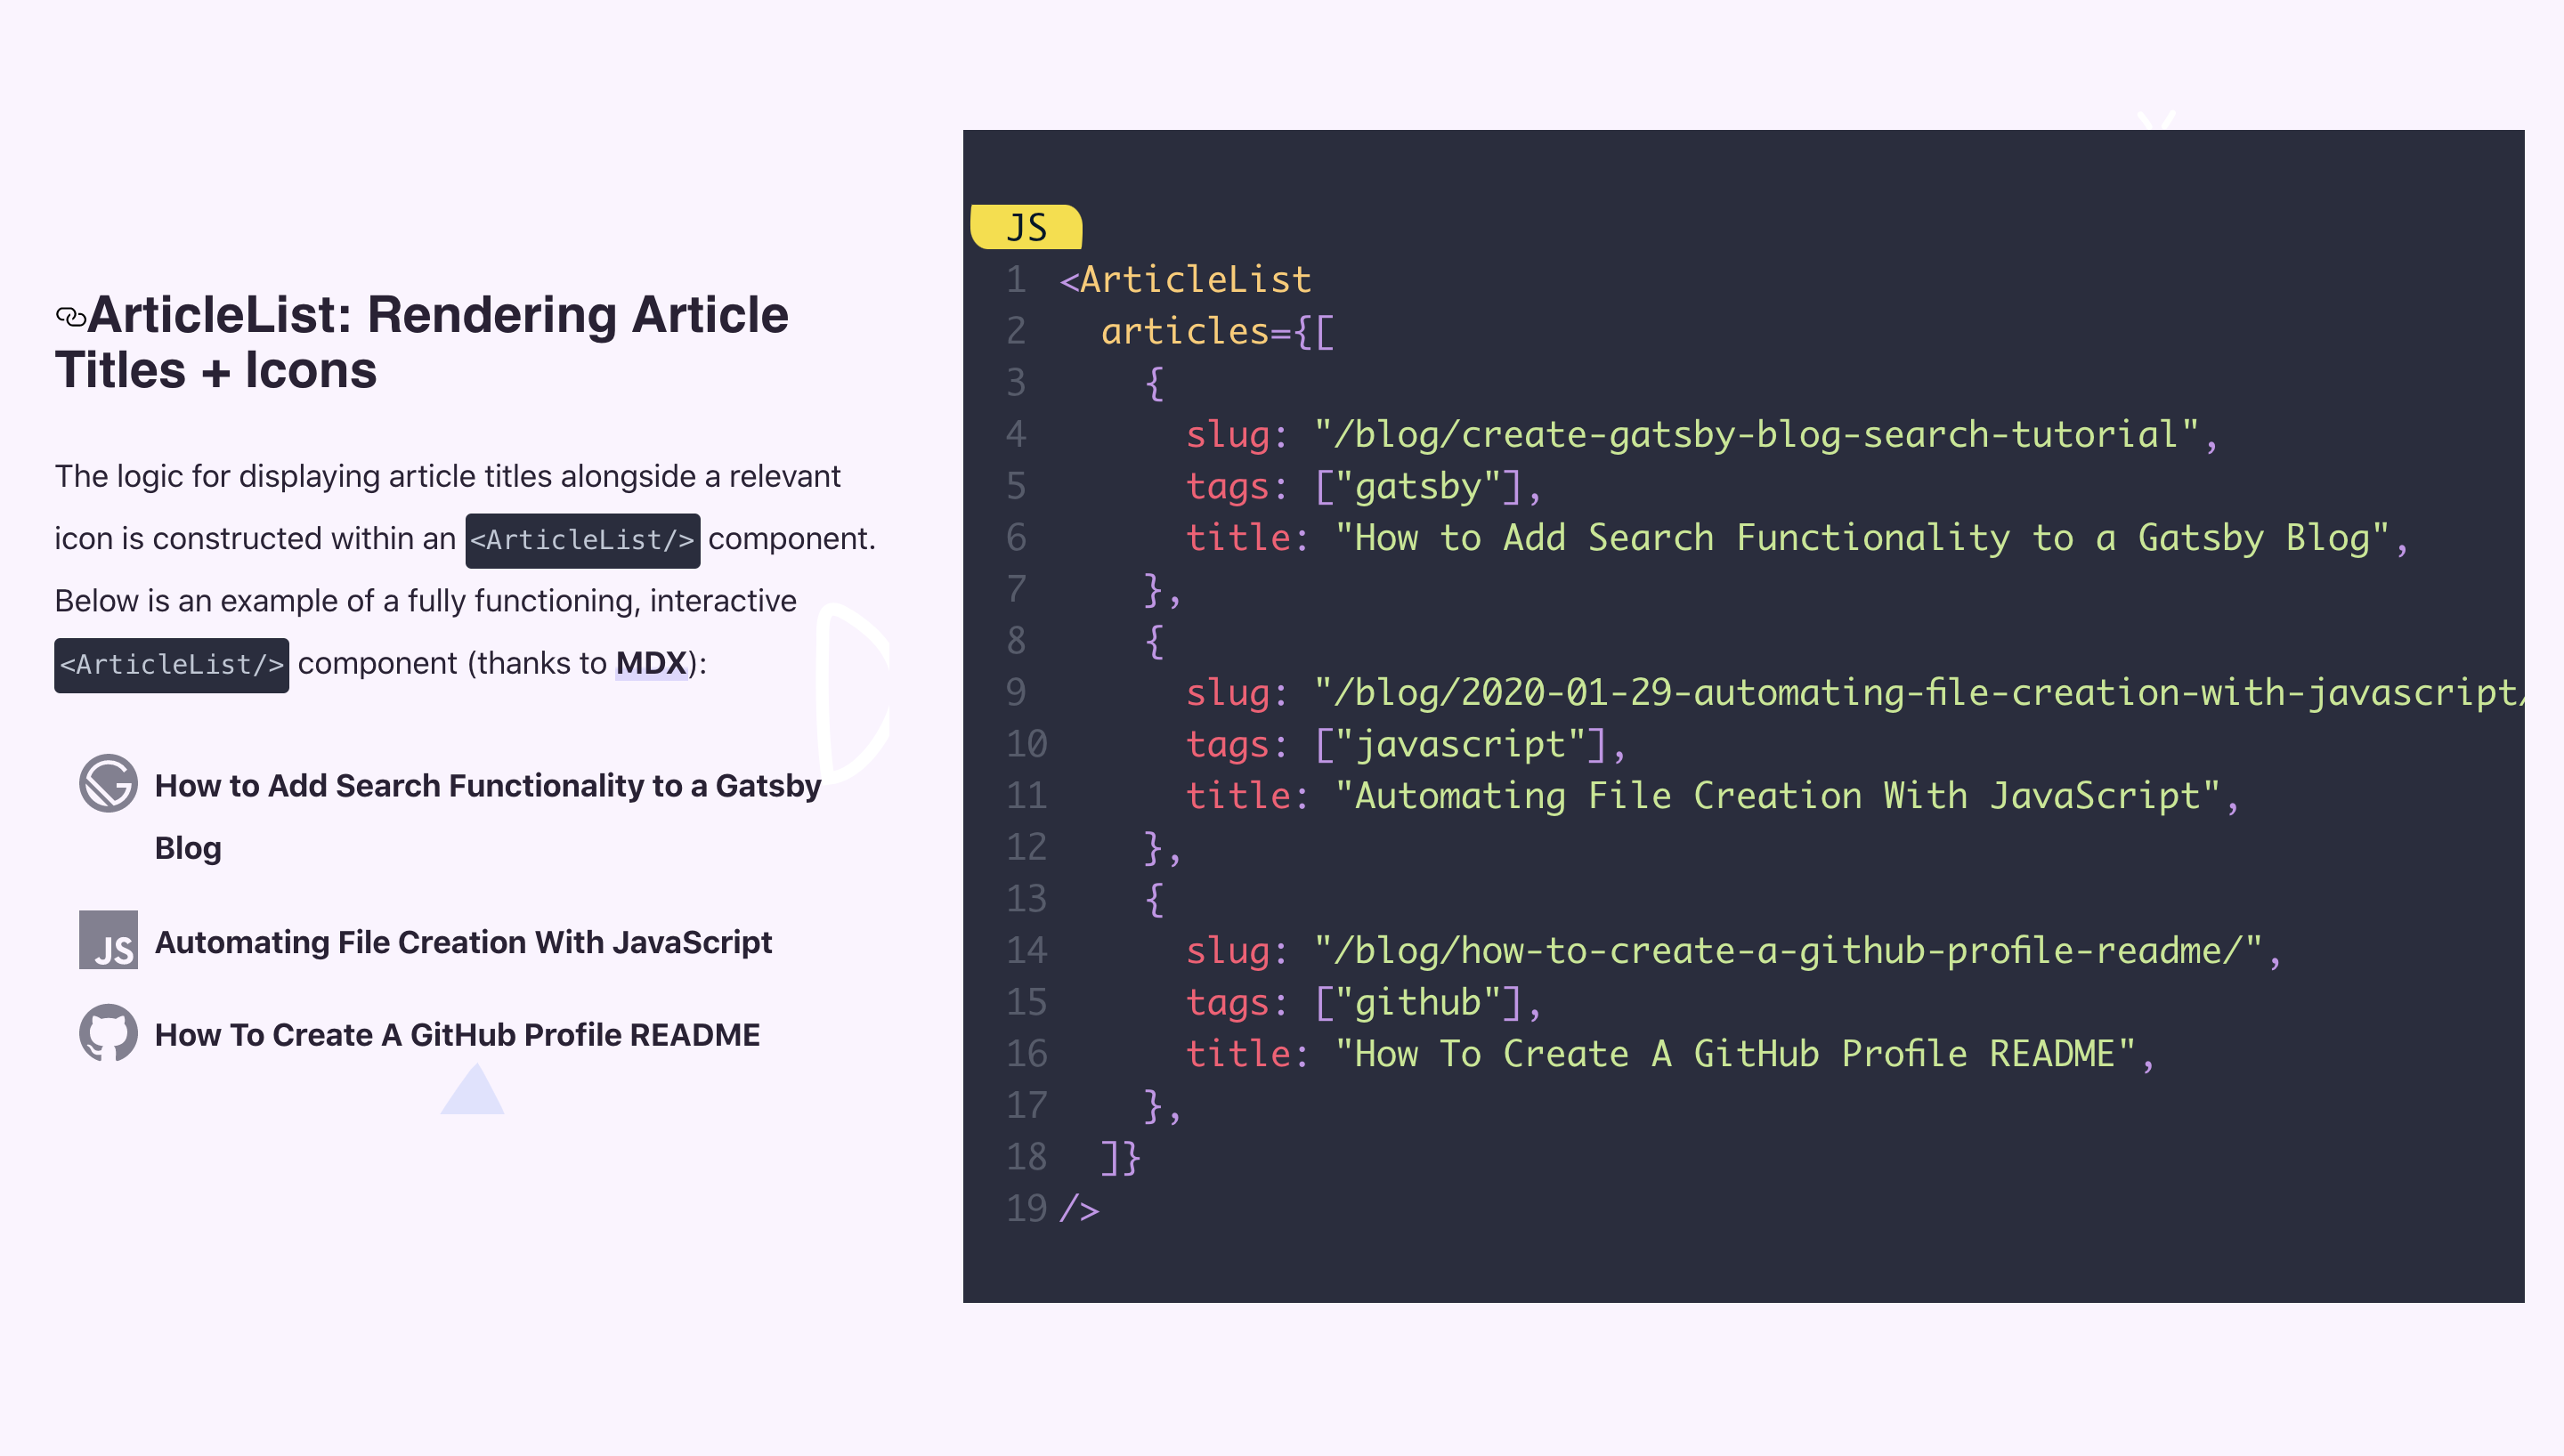 ArticleList: Rendering Article
Titles + Icons
The logic for displaying article titles alongside a relevant
icon is constructed within an <ArticleList/> component.
Below is an example of a fully functioning, interactive
<ArticleList/> component (thanks to MDX):
How to Add Search Functionality to a Gatsby
Blog
JS Automating File Creation With JavaScript
How To Create A GitHub Profile README
JS
1 <ArticleList
2   articles={[
3     {
4       slug: "/blog/create-gatsby-blog-search-tutorial",
5       tags: ["gatsby"],
6       title: "How to Add Search Functionality to a Gatsby Blog",
7     },
8     {
9       slug: "/blog/2020-01-29-automating-file-creation-with-javascript/
10       tags: ["javascript"],
11       title: "Automating File Creation With JavaScript",
12     },
13     {
14       slug: "/blog/how-to-create-a-github-profile-readme/",
15       tags: ["github"],
16       title: "How To Create A GitHub Profile README",
17     },
18   ]}
19 />